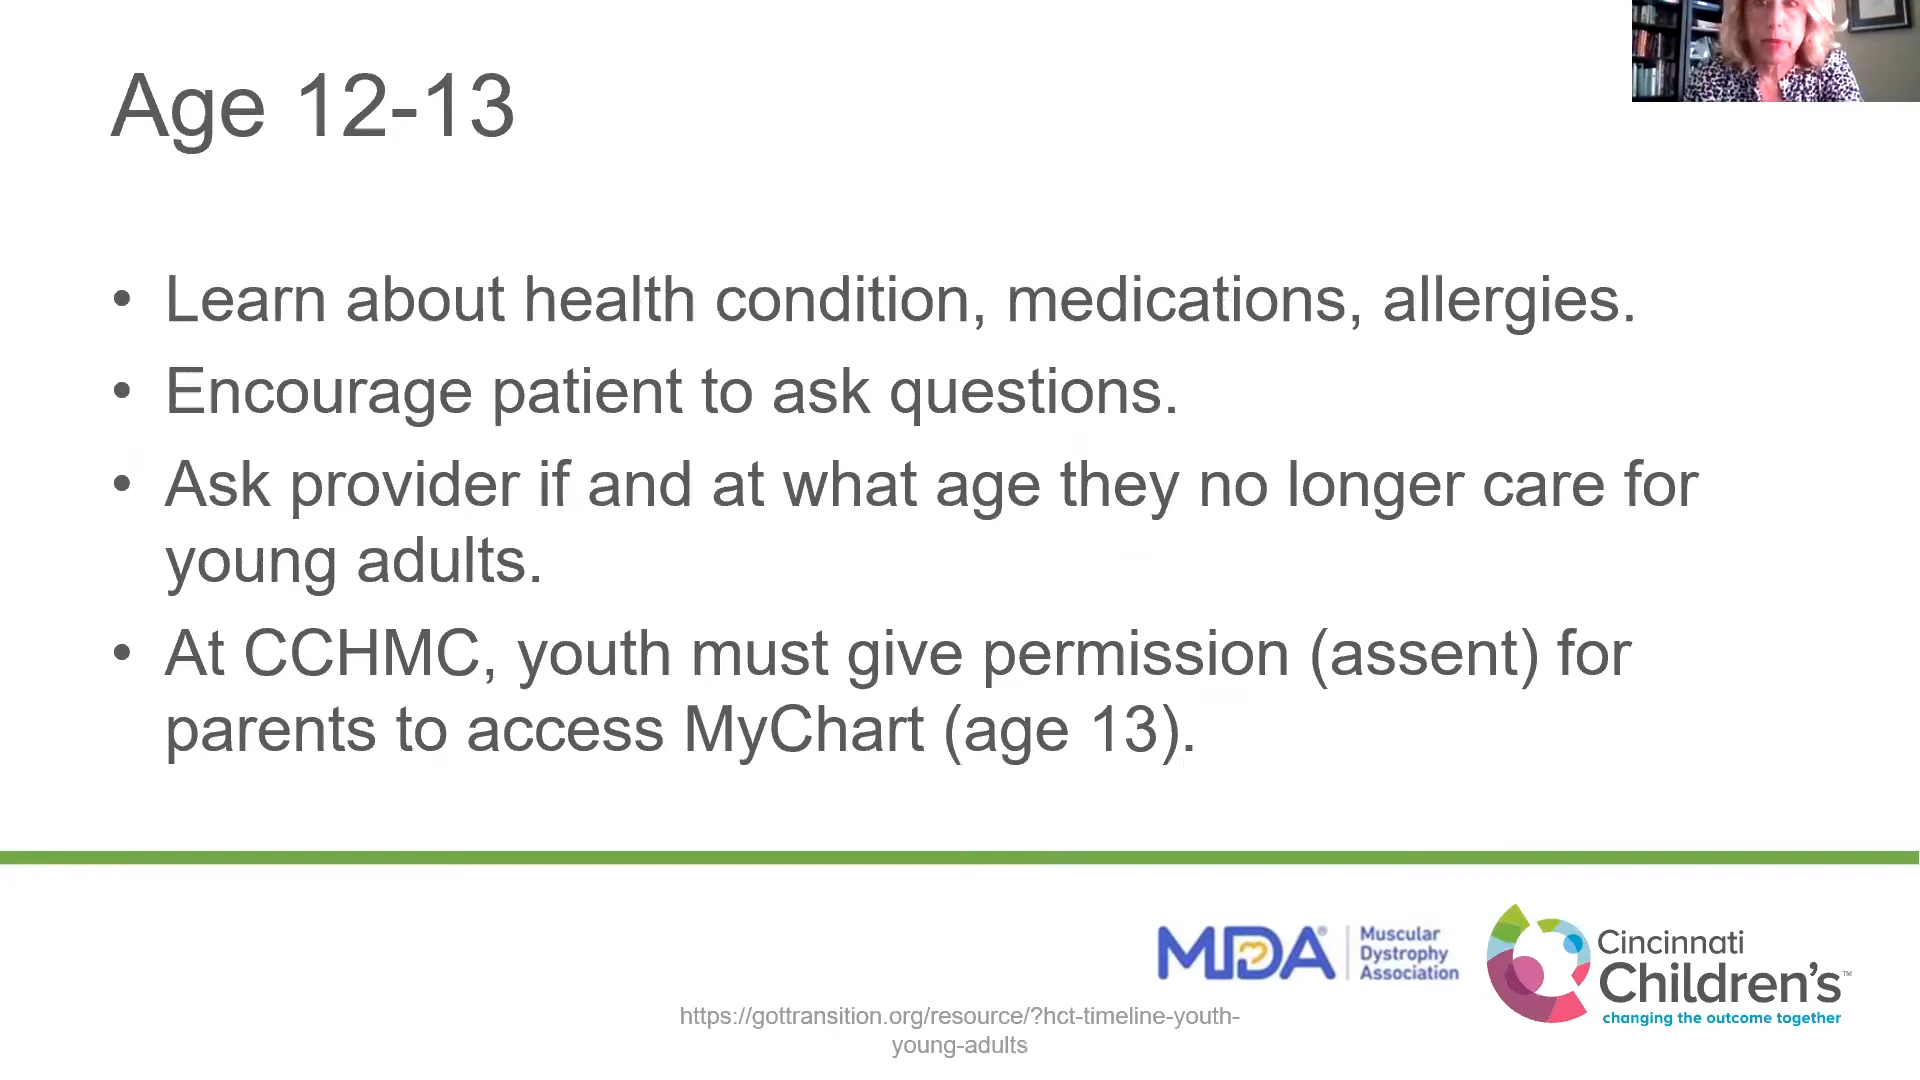 Age 12-13
• Learn about health condition, medications, allergies.
• Encourage patient to ask questions.
• Ask provider if and at what age they no longer care for
young adults.
• At CCHMC, youth must give permission (assent) for
parents to access MyChart (age 13).
MDA® Muscular
Dystrophy
Association
Cincinnati
Children's™
changing the outcome together
https://gottransition.org/resource/?hct-timeline-youth-
young-adults